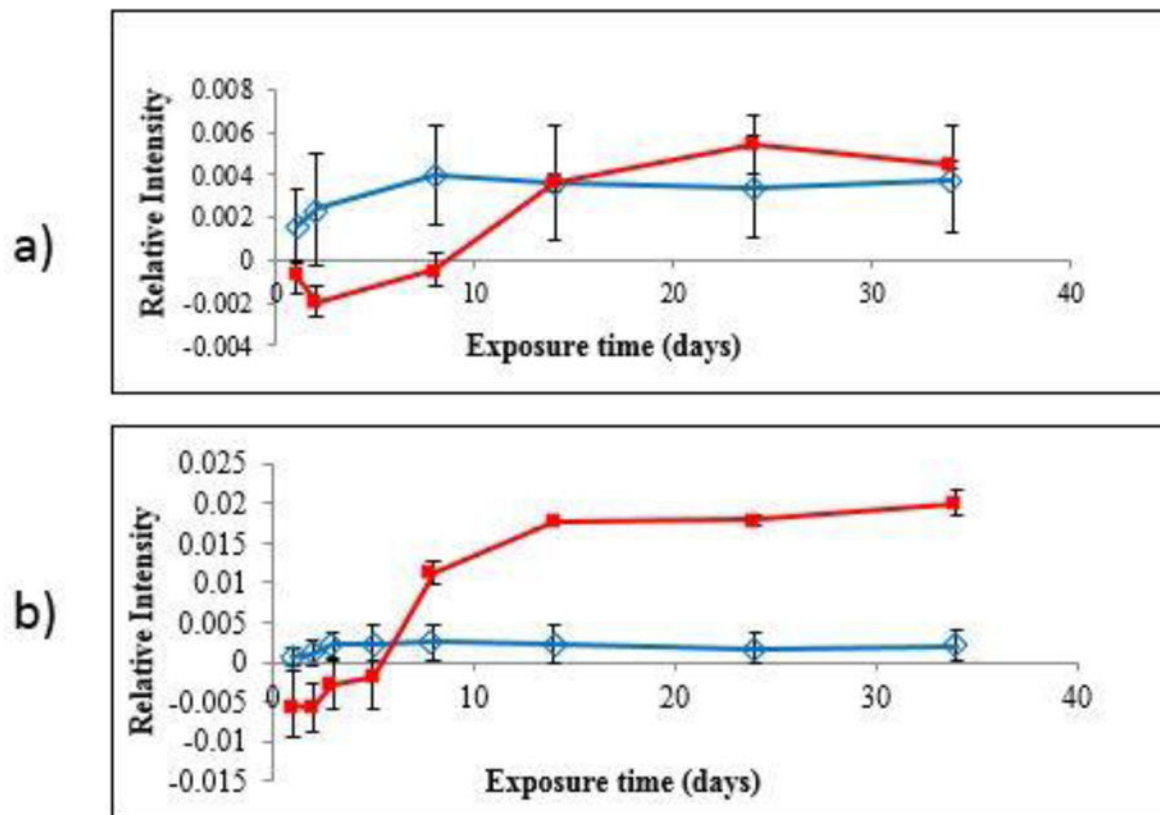 a)
Relative Intensity
0.008
0.006
0.004
0.002
0
-0.002
-0.004
0 10 20 30 40
Exposure time (days)
b)
Relative Intensity
0.025
0.02
0.015
0.01
0.005
0
-0.005
-0.01
-0.015
0 10 20 30 40
Exposure time (days)